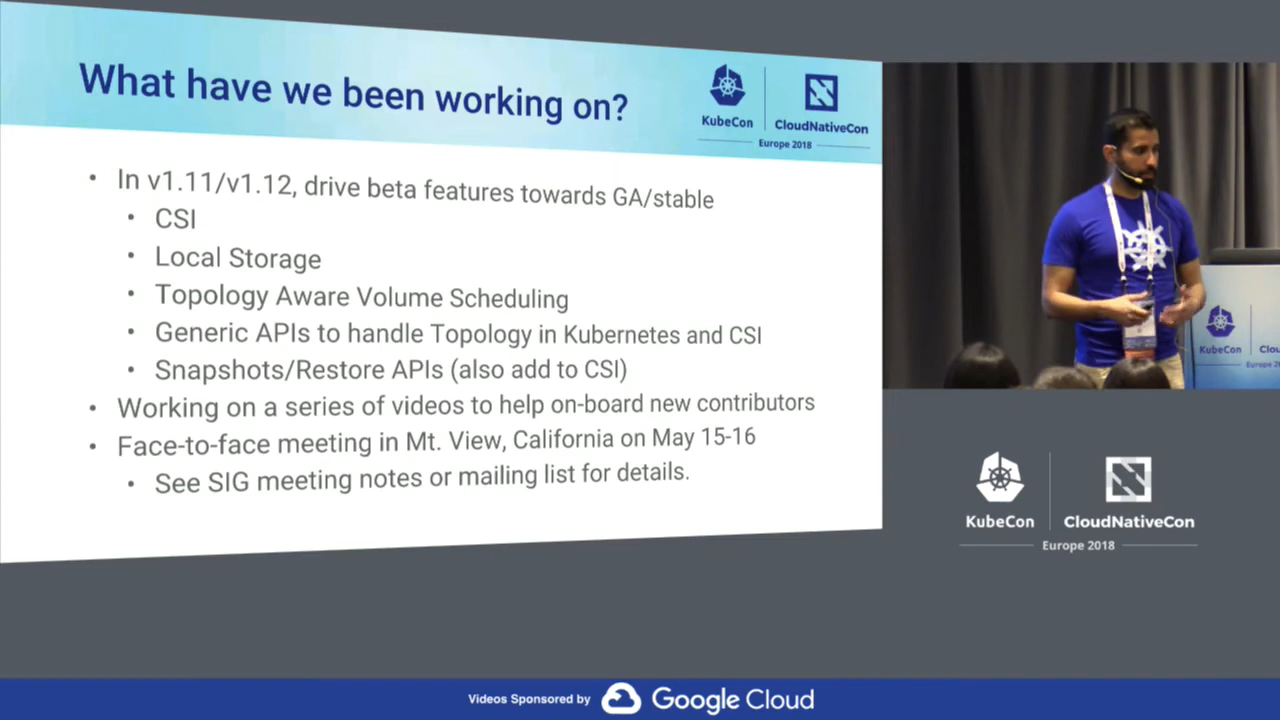 What have we been working on?
KubeCon
CloudNativeCon
Europe 2018
• In v1.11/v1.12, drive beta features towards GA/stable
• CSI
• Local Storage
• Topology Aware Volume Scheduling
• Generic APIs to handle Topology in Kubernetes and CSI
• Snapshots/Restore APIs (also add to CSI)
• Working on a series of videos to help on-board new contributors
• Face-to-face meeting in Mt. View, California on May 15-16
• See SIG meeting notes or mailing list for details.
KubeCon
KubeCon
CloudNativeCon
Europe 2018
Videos Sponsored by Google Cloud